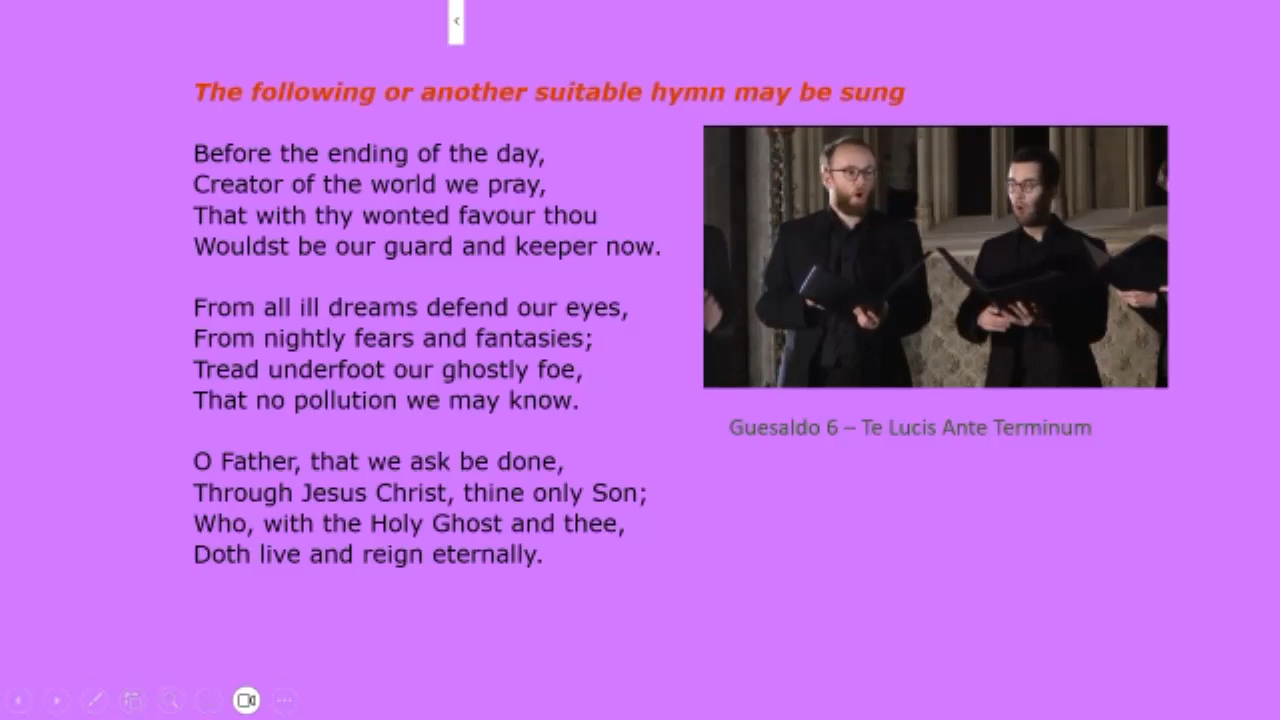 The following or another suitable hymn may be sung
Before the ending of the day,
Creator of the world we pray,
That with thy wonted favour thou
Wouldst be our guard and keeper now.
From all ill dreams defend our eyes,
From nightly fears and fantasies;
Tread underfoot our ghostly foe,
That no pollution we may know.
O Father, that we ask be done,
Through Jesus Christ, thine only Son;
Who, with the Holy Ghost and thee,
Doth live and reign eternally.
Guesaldo 6 – Te Lucis Ante Terminum